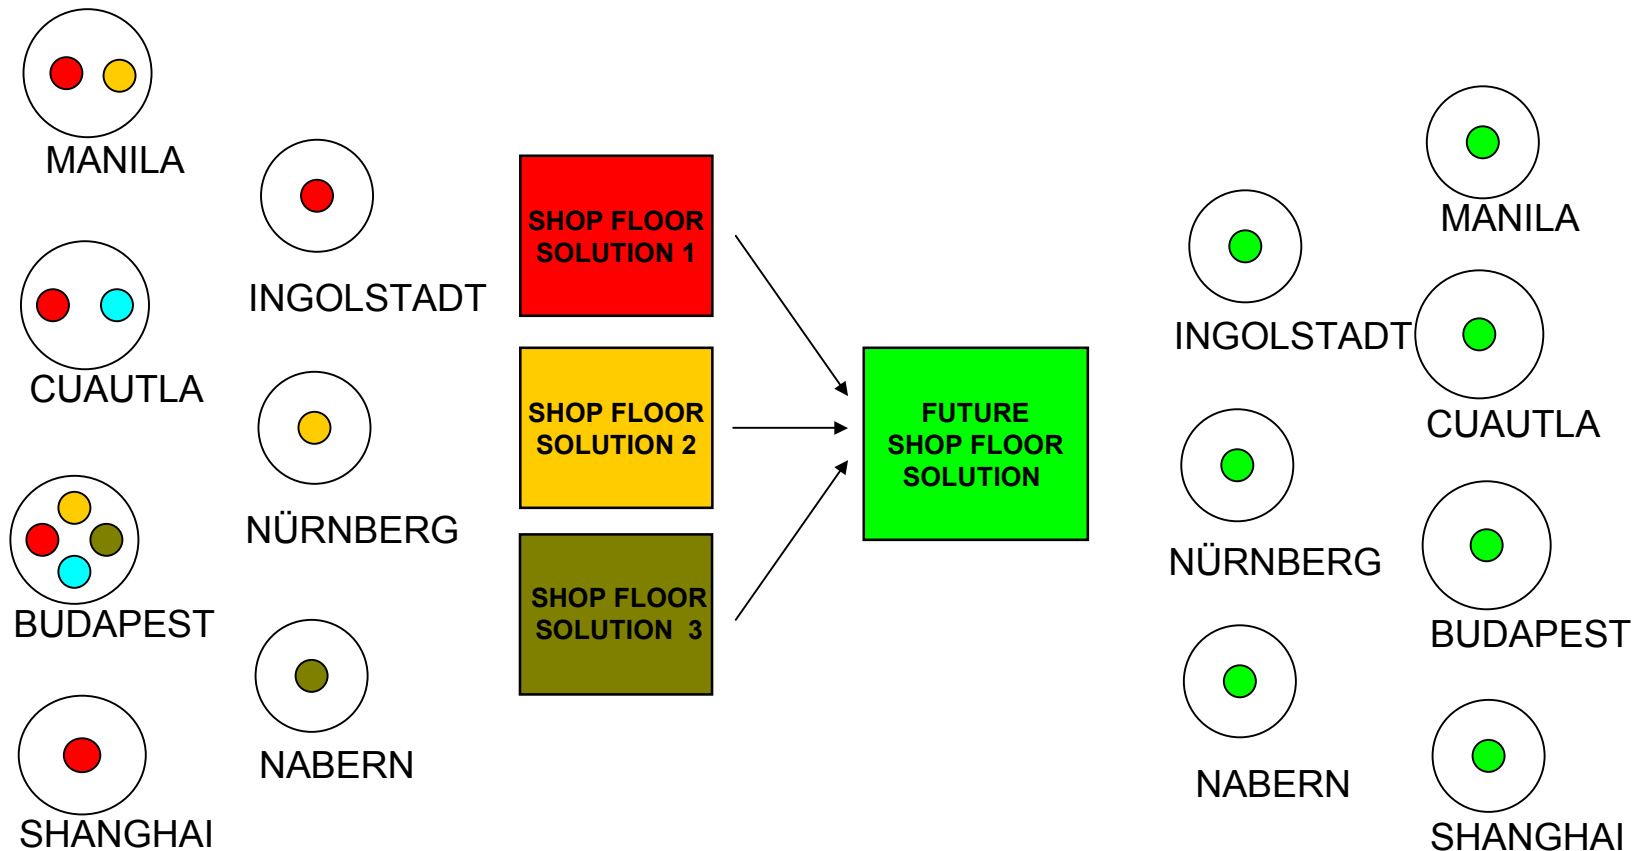 MANILA
CUAUTLA
BUDAPEST
SHANGHAI
INGOLSTADT
NÜRNBERG
NABERN
SHOP FLOOR
SOLUTION 1
SHOP FLOOR
SOLUTION 2
SHOP FLOOR
SOLUTION 3
FUTURE
SHOP FLOOR
SOLUTION
INGOLSTADT
NÜRNBERG
NABERN
MANILA
CUAUTLA
BUDAPEST
SHANGHAI